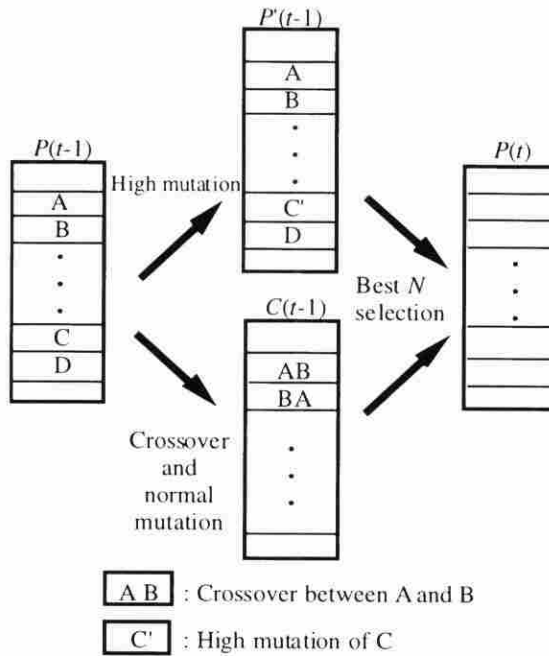 P'(t-1)
A
B
C'
D
P(t-1)
A
B
C
D
High mutation
P(t)
Best N
selection
C(t-1)
AB
BA
Crossover
and
normal
mutation
A B : Crossover between A and B
C' : High mutation of C